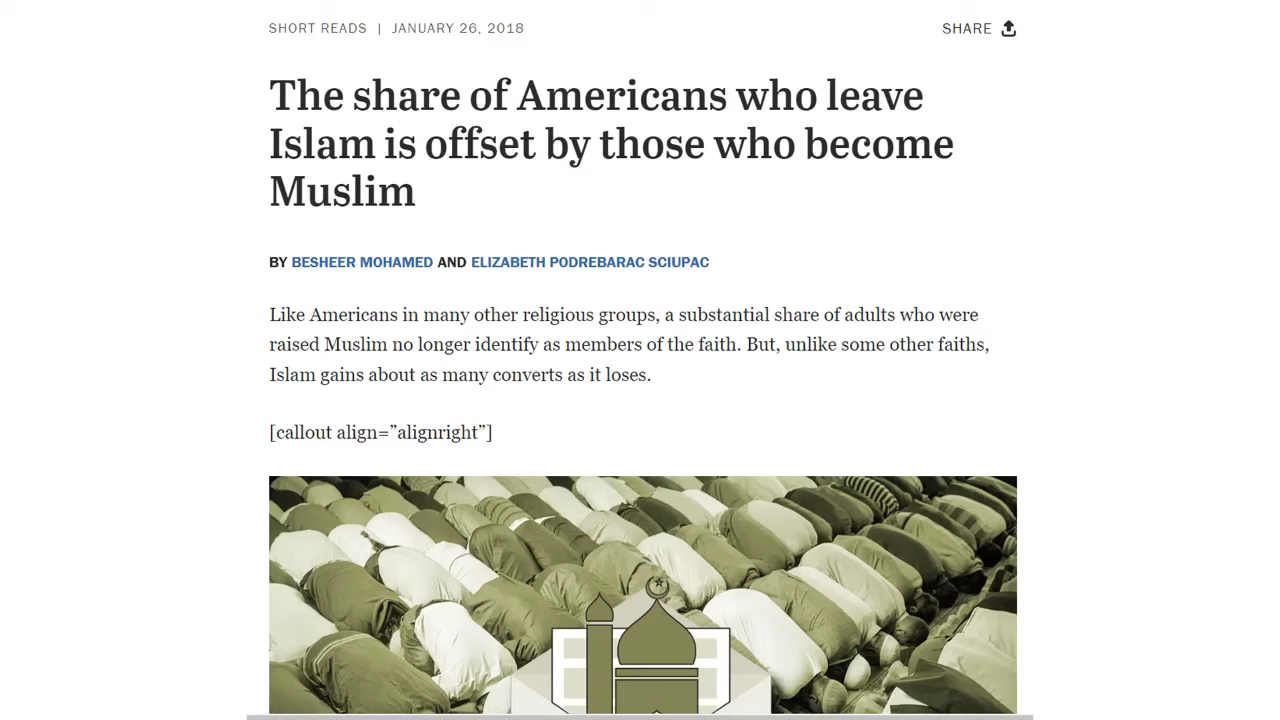 SHORT READS | JANUARY 26, 2018
SHARE
The share of Americans who leave
Islam is offset by those who become
Muslim
BY BESHEER MOHAMED AND ELIZABETH PODREBARAC SCIUPAC
Like Americans in many other religious groups, a substantial share of adults who were
raised Muslim no longer identify as members of the faith. But, unlike some other faiths,
Islam gains about as many converts as it loses.
[callout align=”alignright”]